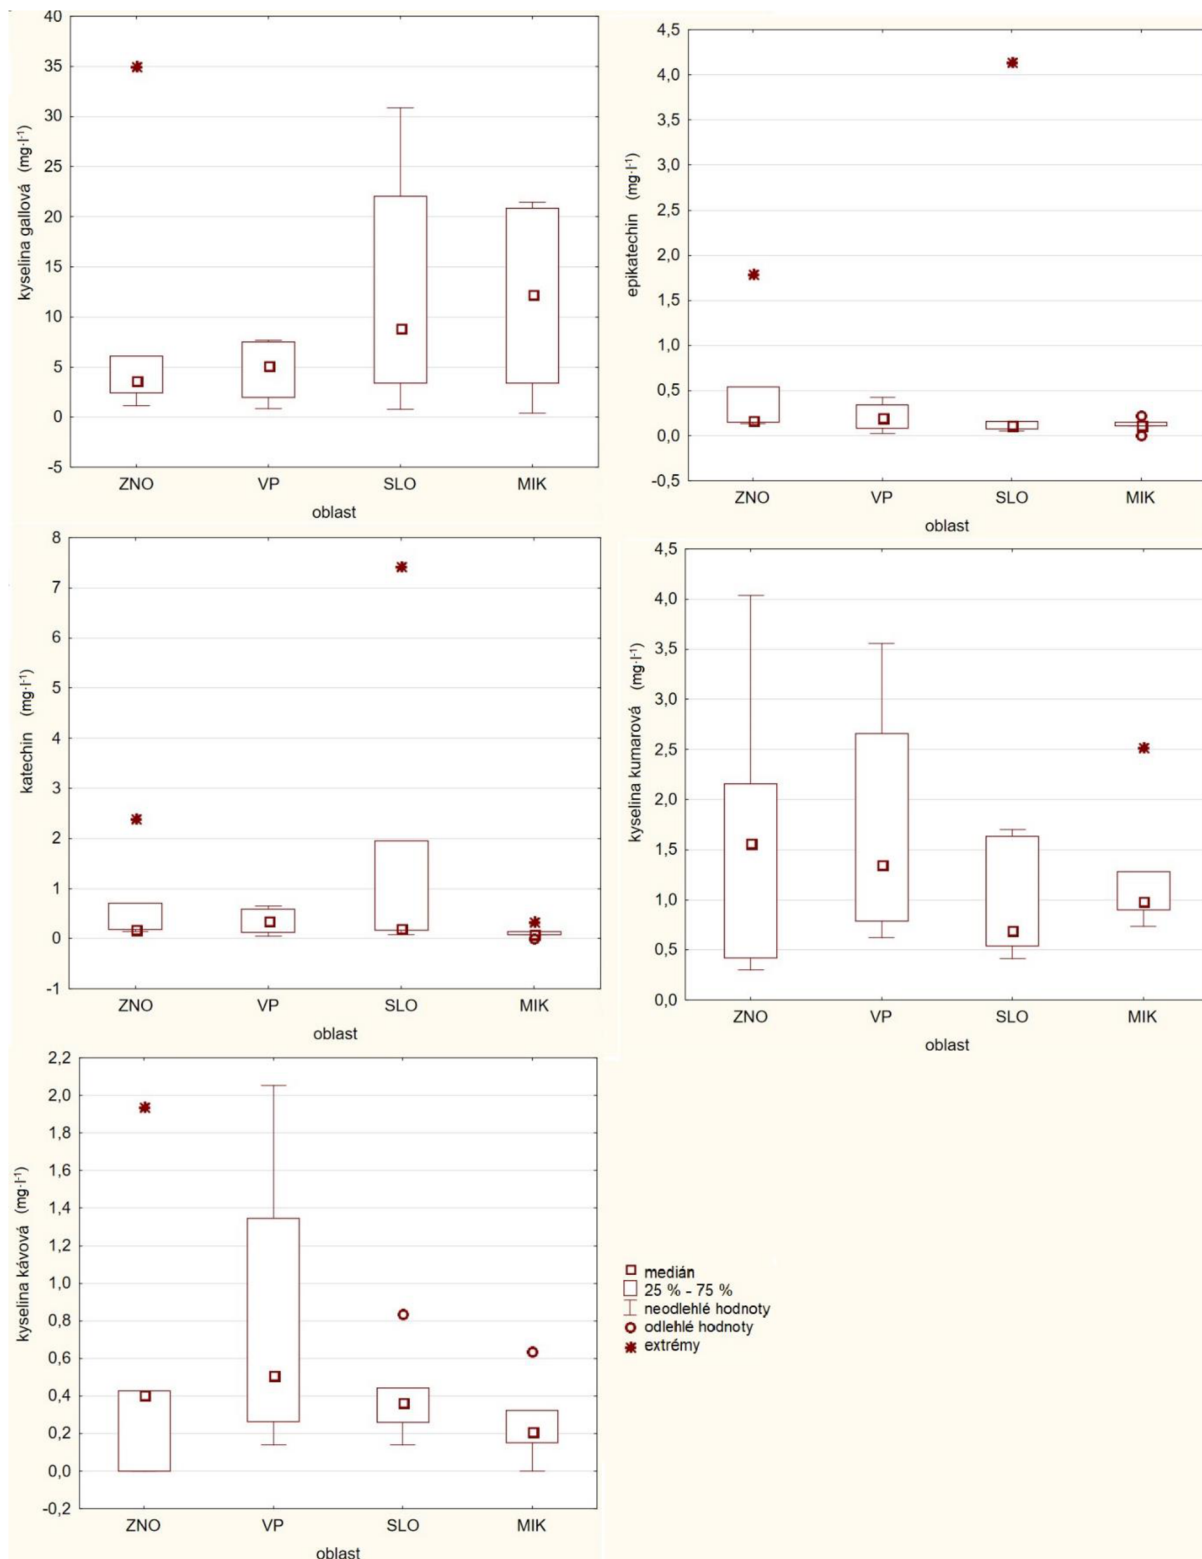 kyselina gallová (mg·l⁻¹)
40
35
30
25
20
15
10
5
0
-5
ZNO VP SLO MIK
oblast
epikatechin (mg·l⁻¹)
4,5
4,0
3,5
3,0
2,5
2,0
1,5
1,0
0,5
0,0
-0,5
ZNO VP SLO MIK
oblast
katechin (mg·l⁻¹)
8
7
6
5
4
3
2
1
0
-1
ZNO VP SLO MIK
oblast
kyselina kumarová (mg·l⁻¹)
4,5
4,0
3,5
3,0
2,5
2,0
1,5
1,0
0,5
0,0
ZNO VP SLO MIK
oblast
kyselina kávová (mg·l⁻¹)
2,2
2,0
1,8
1,6
1,4
1,2
1,0
0,8
0,6
0,4
0,2
0,0
-0,2
ZNO VP SLO MIK
oblast
medián
25 % - 75 %
neodlehlé hodnoty
odlehlé hodnoty
extrémy